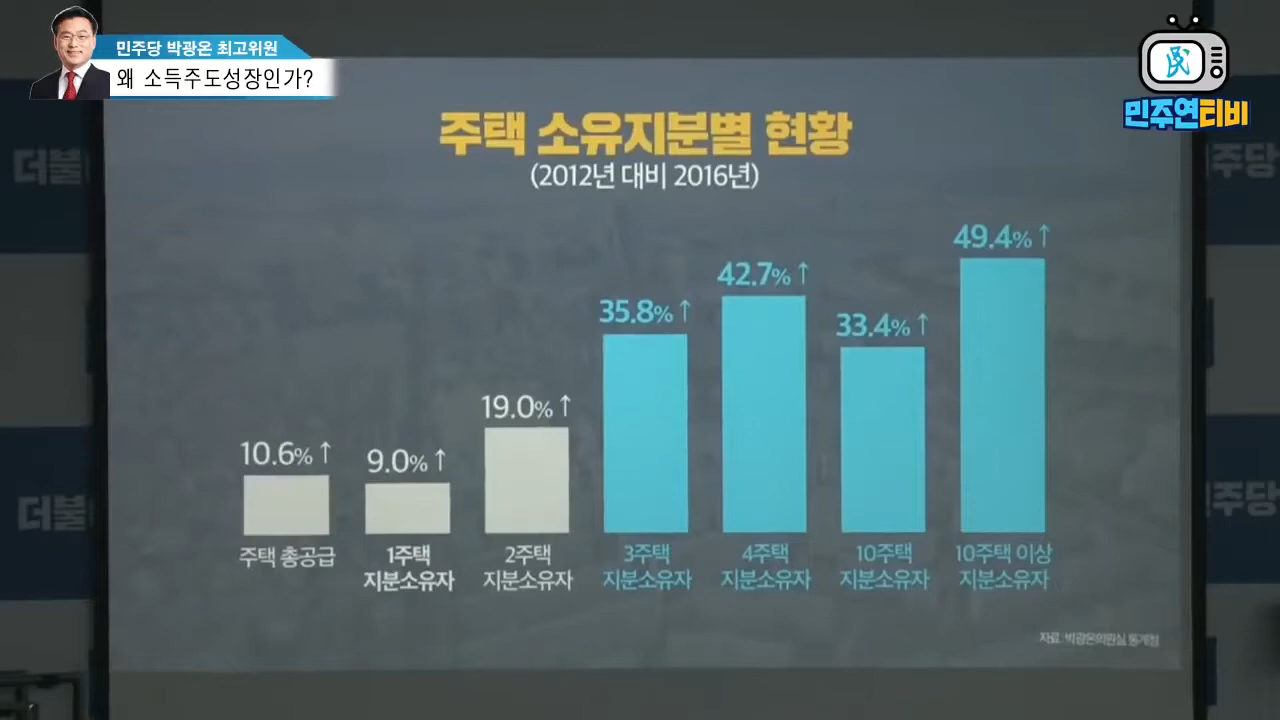 민주당 박광온 최고위원
왜 소득주도성장인가?
民
민주연티비
주택 소유지분별 현황
(2012년 대비 2016년)
10.6%↑
9.0%↑
19.0%↑
35.8%↑
42.7%↑
33.4%↑
49.4%↑
주택 총공급
1주택
지분소유자
2주택
지분소유자
3주택
지분소유자
4주택
지분소유자
10주택
지분소유자
10주택 이상
지분소유자
자료: 박광온의원실 통계청
더불
주당
더불
주당